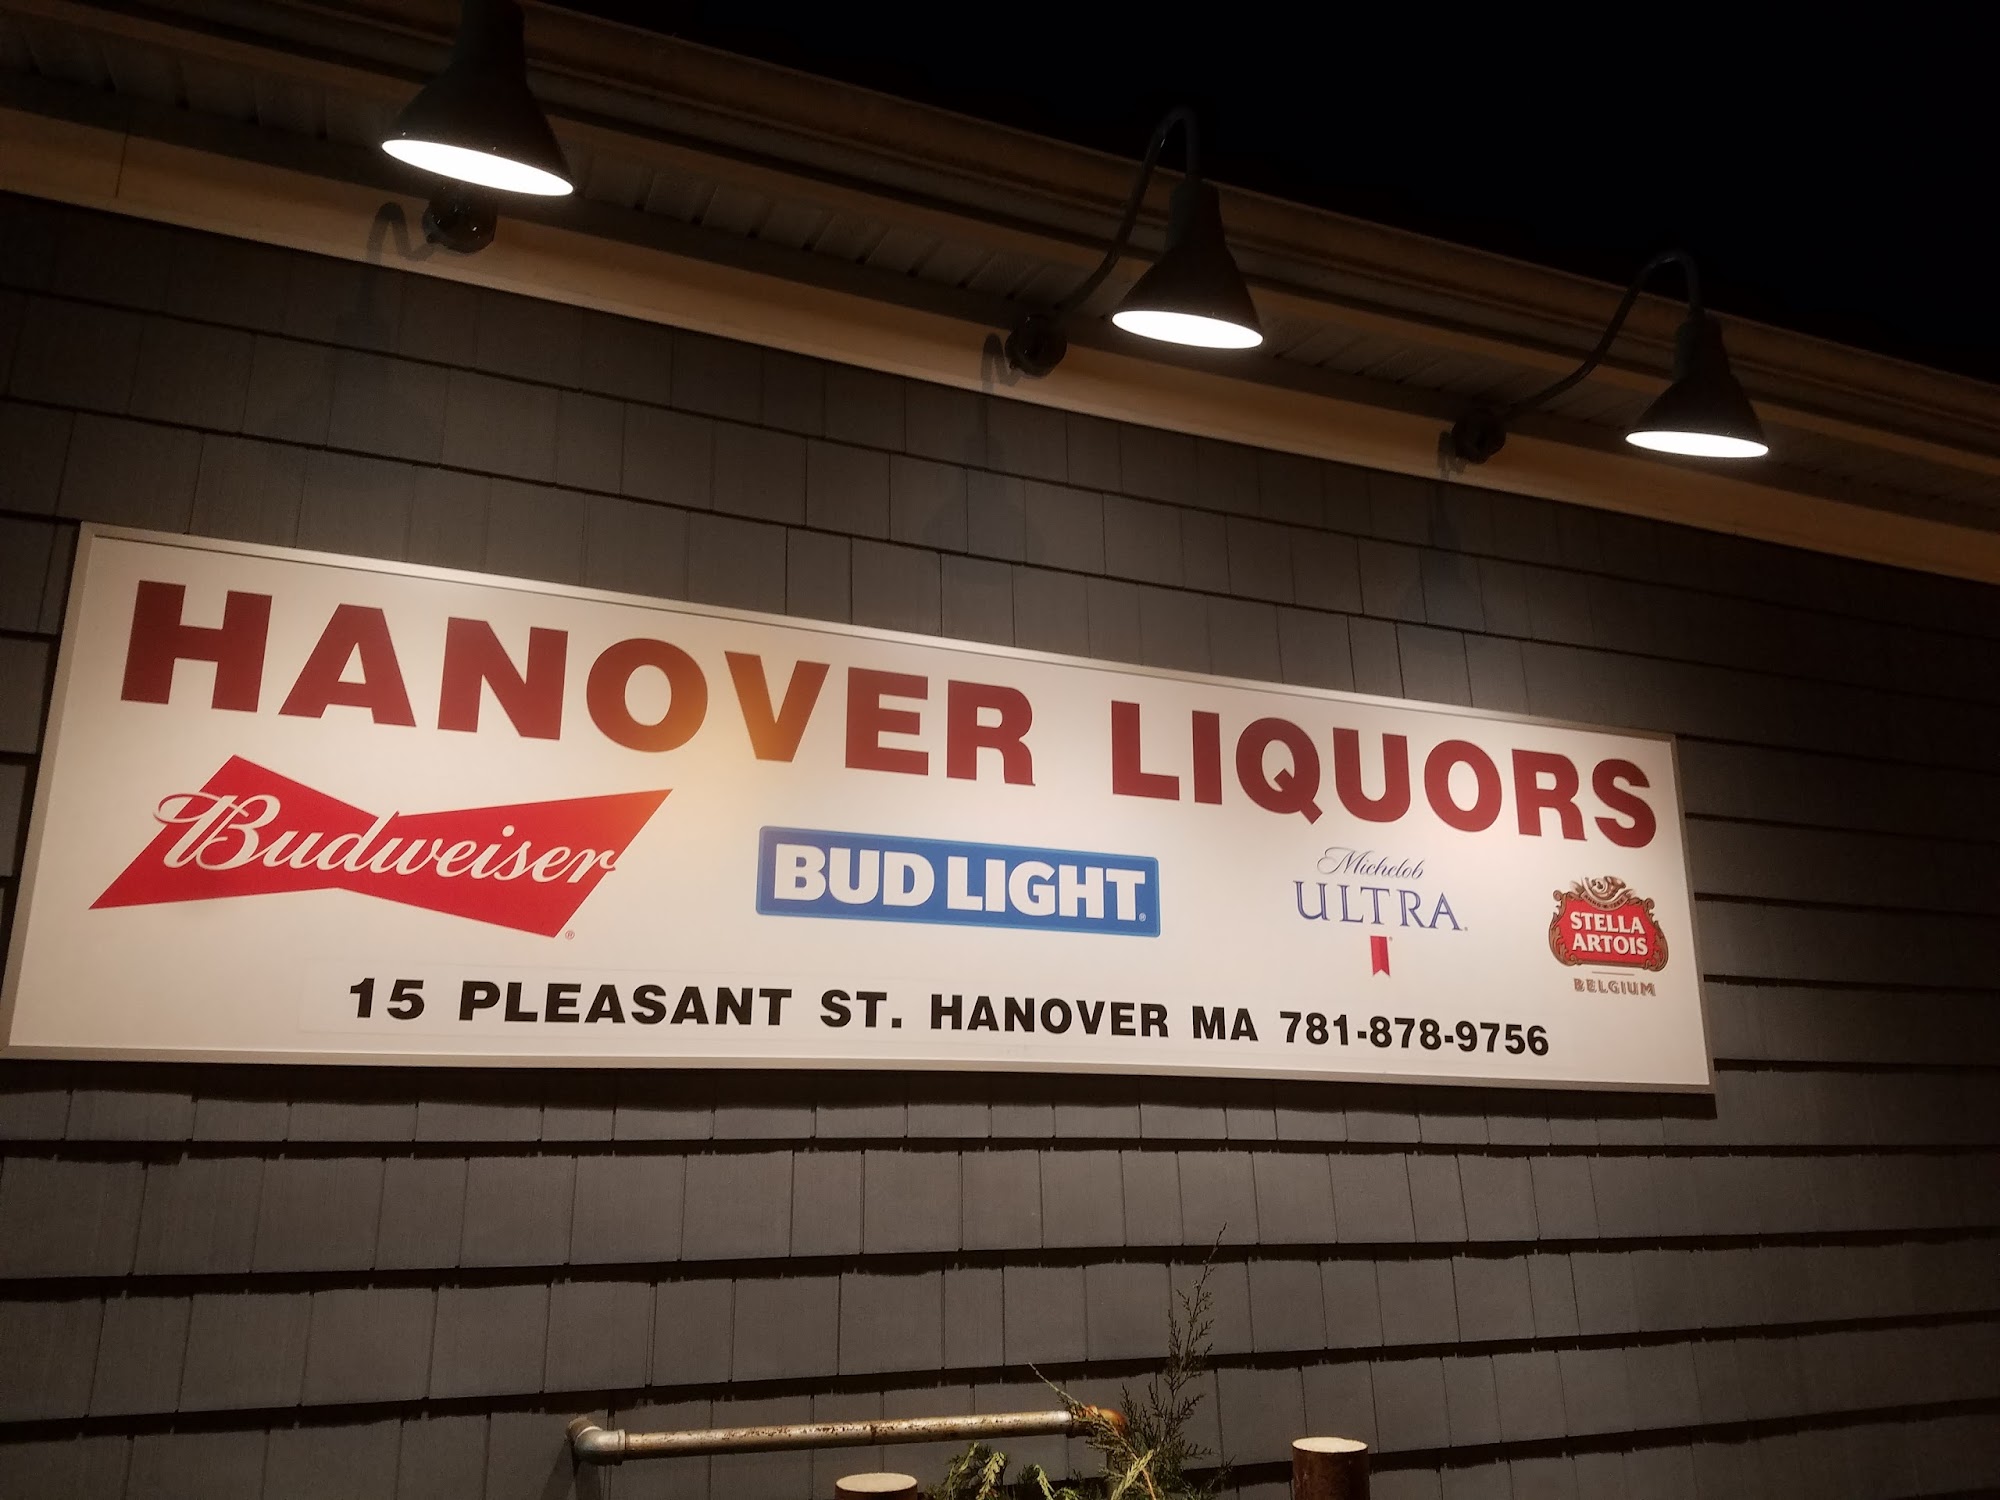 HANOVER LIQUORS
Budweiser
BUD LIGHT
Michelob
ULTRA
STELLA
ARTOIS
BELGIUM
15 PLEASANT ST. HANOVER MA 781-878-9756